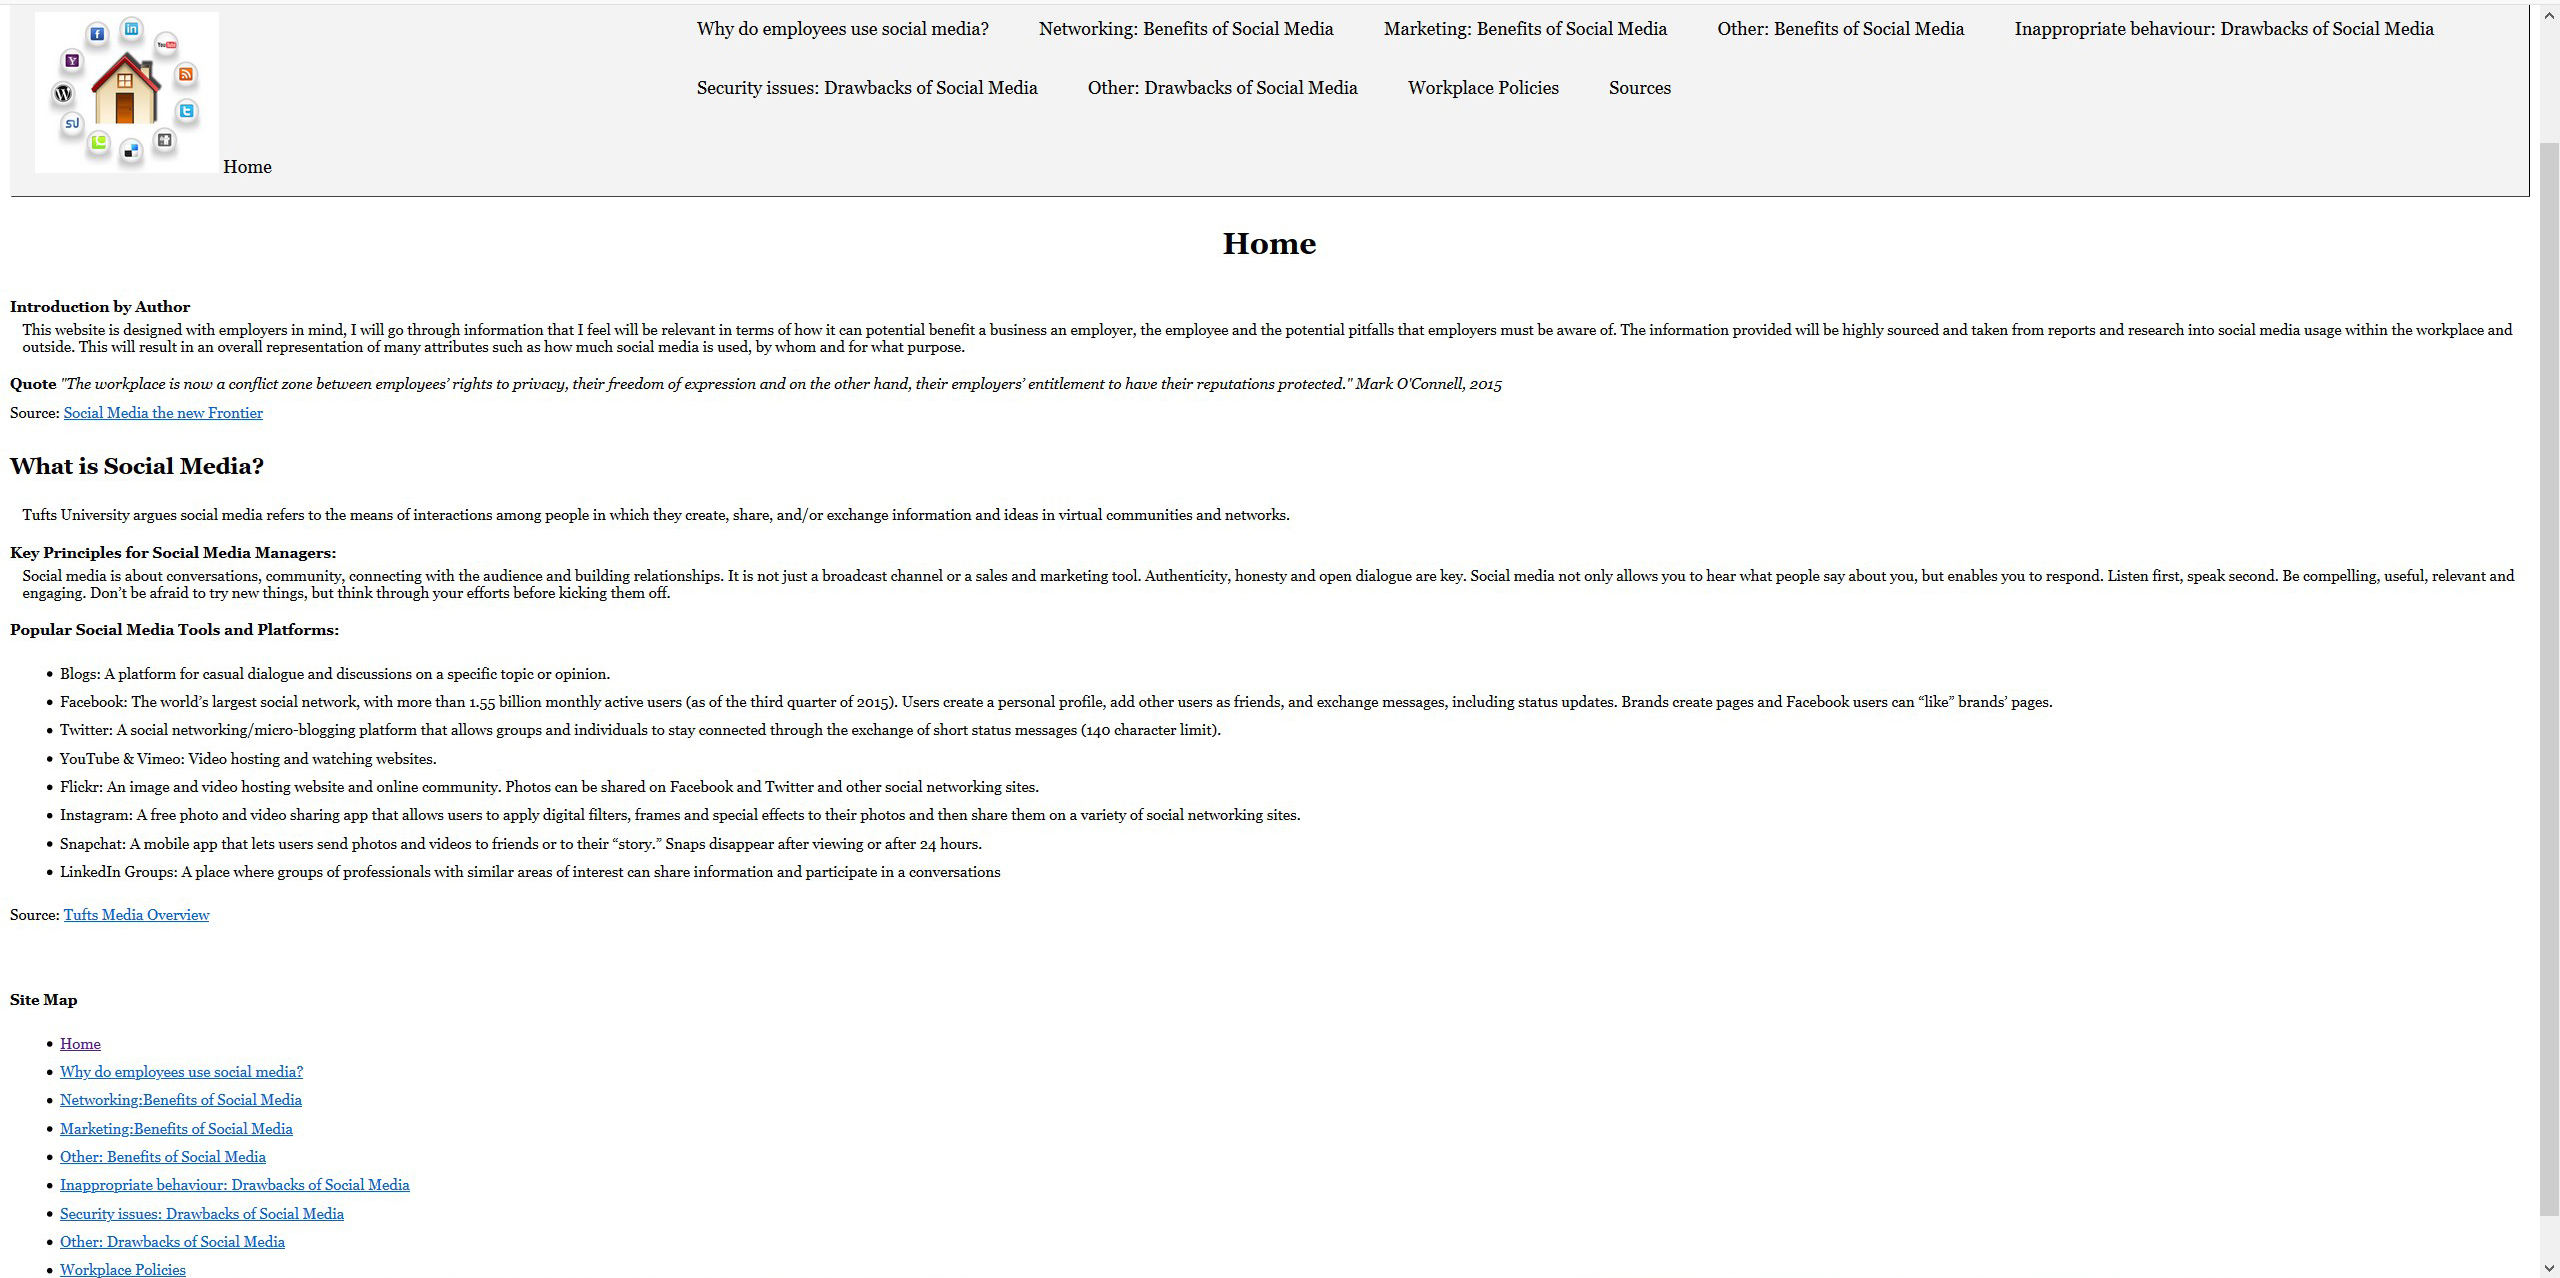 Why do employees use social media? Networking: Benefits of Social Media Marketing: Benefits of Social Media Other: Benefits of Social Media Inappropriate behaviour: Drawbacks of Social Media
Security issues: Drawbacks of Social Media Other: Drawbacks of Social Media Workplace Policies Sources
Home
Home
Introduction by Author
This website is designed with employers in mind, I will go through information that I feel will be relevant in terms of how it can potential benefit a business an employer, the employee and the potential pitfalls that employers must be aware of. The information provided will be highly sourced and taken from reports and research into social media usage within the workplace and
outside. This will result in an overall representation of many attributes such as how much social media is used, by whom and for what purpose.
Quote "The workplace is now a conflict zone between employees’ rights to privacy, their freedom of expression and on the other hand, their employers’ entitlement to have their reputations protected." Mark O'Connell, 2015
Source: Social Media the new Frontier
What is Social Media?
Tufts University argues social media refers to the means of interactions among people in which they create, share, and/or exchange information and ideas in virtual communities and networks.
Key Principles for Social Media Managers:
Social media is about conversations, community, connecting with the audience and building relationships. It is not just a broadcast channel or a sales and marketing tool. Authenticity, honesty and open dialogue are key. Social media not only allows you to hear what people say about you, but enables you to respond. Listen first, speak second. Be compelling, useful, relevant and
engaging. Don’t be afraid to try new things, but think through your efforts before kicking them off.
Popular Social Media Tools and Platforms:
• Blogs: A platform for casual dialogue and discussions on a specific topic or opinion.
• Facebook: The world’s largest social network, with more than 1.55 billion monthly active users (as of the third quarter of 2015). Users create a personal profile, add other users as friends, and exchange messages, including status updates. Brands create pages and Facebook users can “like” brands’ pages.
• Twitter: A social networking/micro-blogging platform that allows groups and individuals to stay connected through the exchange of short status messages (140 character limit).
• YouTube & Vimeo: Video hosting and watching websites.
• Flickr: An image and video hosting website and online community. Photos can be shared on Facebook and Twitter and other social networking sites.
• Instagram: A free photo and video sharing app that allows users to apply digital filters, frames and special effects to their photos and then share them on a variety of social networking sites.
• Snapchat: A mobile app that lets users send photos and videos to friends or to their “story.” Snaps disappear after viewing or after 24 hours.
• LinkedIn Groups: A place where groups of professionals with similar areas of interest can share information and participate in a conversations
Source: Tufts Media Overview
Site Map
• Home
• Why do employees use social media?
• Networking:Benefits of Social Media
• Marketing:Benefits of Social Media
• Other: Benefits of Social Media
• Inappropriate behaviour: Drawbacks of Social Media
• Security issues: Drawbacks of Social Media
• Other: Drawbacks of Social Media
• Workplace Policies